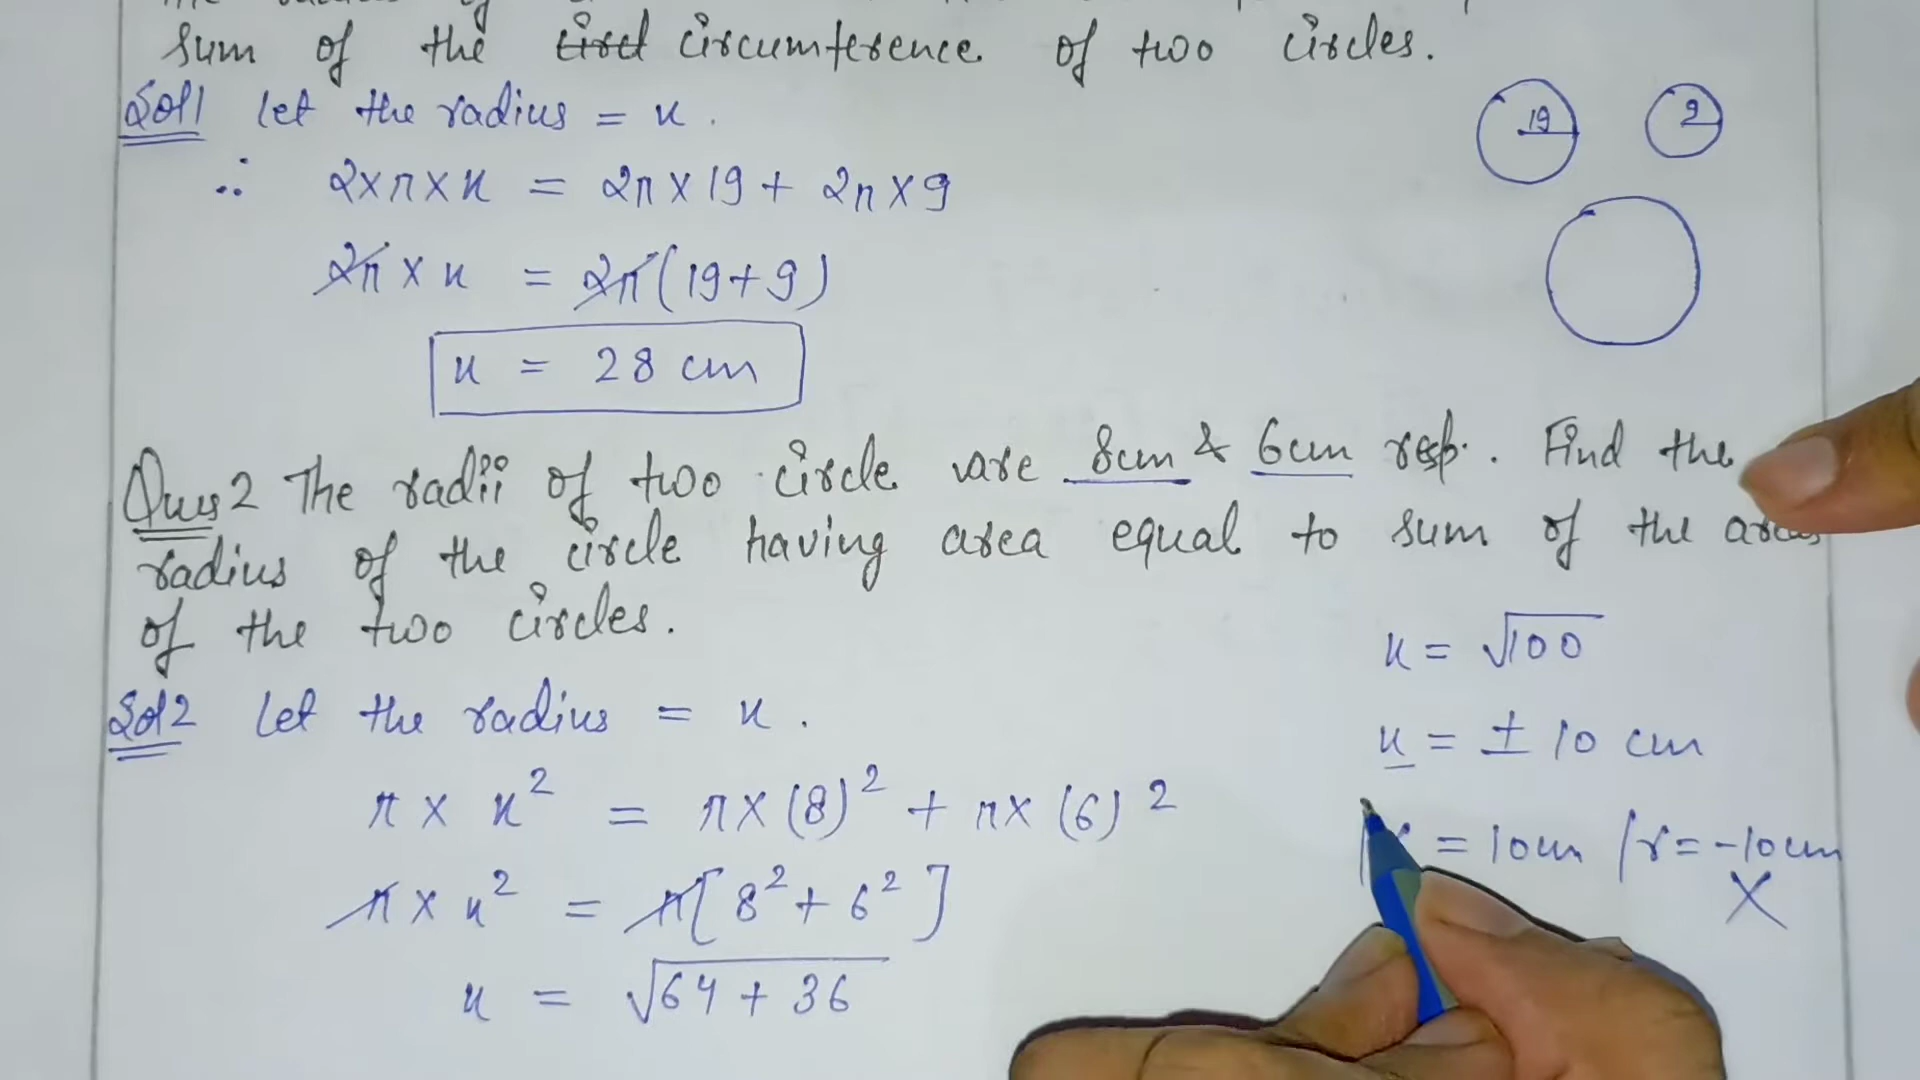 sum of the circumference of two circles.
Sol1 let the radius = x.
19
9
∴ 2×π×x = 2π×19 + 2π×9
2π × x = 2π(19+9)
x = 28 cm
Ques 2 The radii of two circle are 8cm & 6cm resp. Find the
radius of the circle having area equal to sum of the areas
of the two circles.
Sol2 Let the radius = x.
π × x² = π×(8)² + π×(6)²
π × x² = π[8² + 6²]
x = √64 + 36
x = √100
x = ± 10 cm
= 10cm / r = -10cm
X